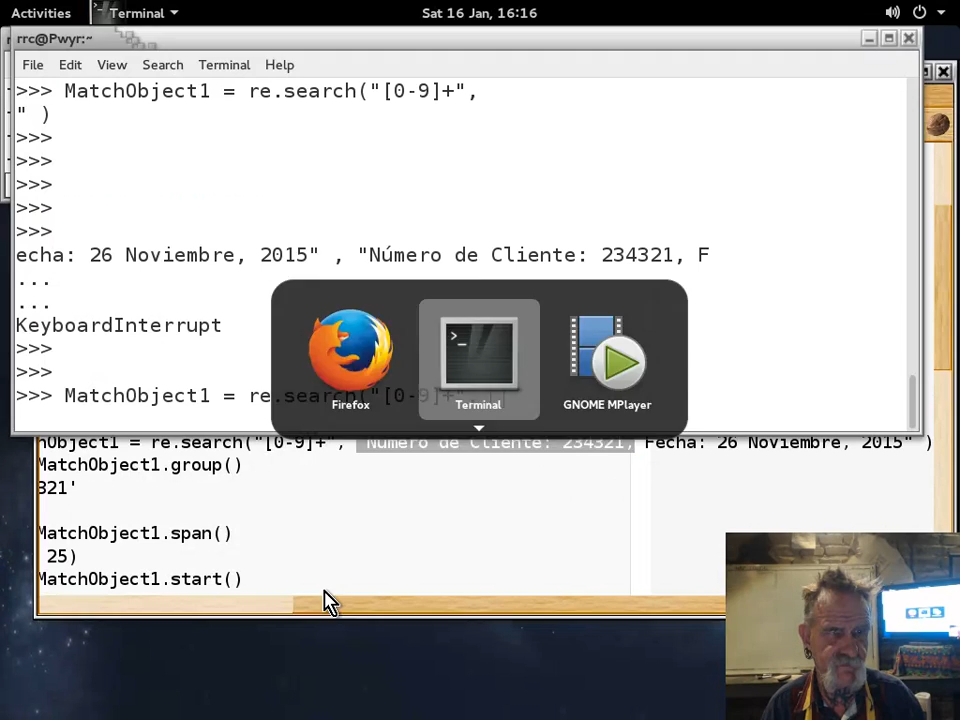 Activities
Terminal
Sat 16 Jan, 16:16
rrc@Pwyr:~
File Edit View Search Terminal Help
>>> MatchObject1 = re.search("[0-9]+",
" )
>>>
>>>
>>>
>>>
>>>
echa: 26 Noviembre, 2015" , "Número de Cliente: 234321, F
...
...
KeyboardInterrupt
>>>
>>>
>>> MatchObject1 = re.search("[0-9]+",
Firefox
Terminal
GNOME MPlayer
hObject1 = re.search("[0-9]+", "Número de Cliente: 234321, Fecha: 26 Noviembre, 2015" )
MatchObject1.group()
321'
MatchObject1.span()
25)
MatchObject1.start()